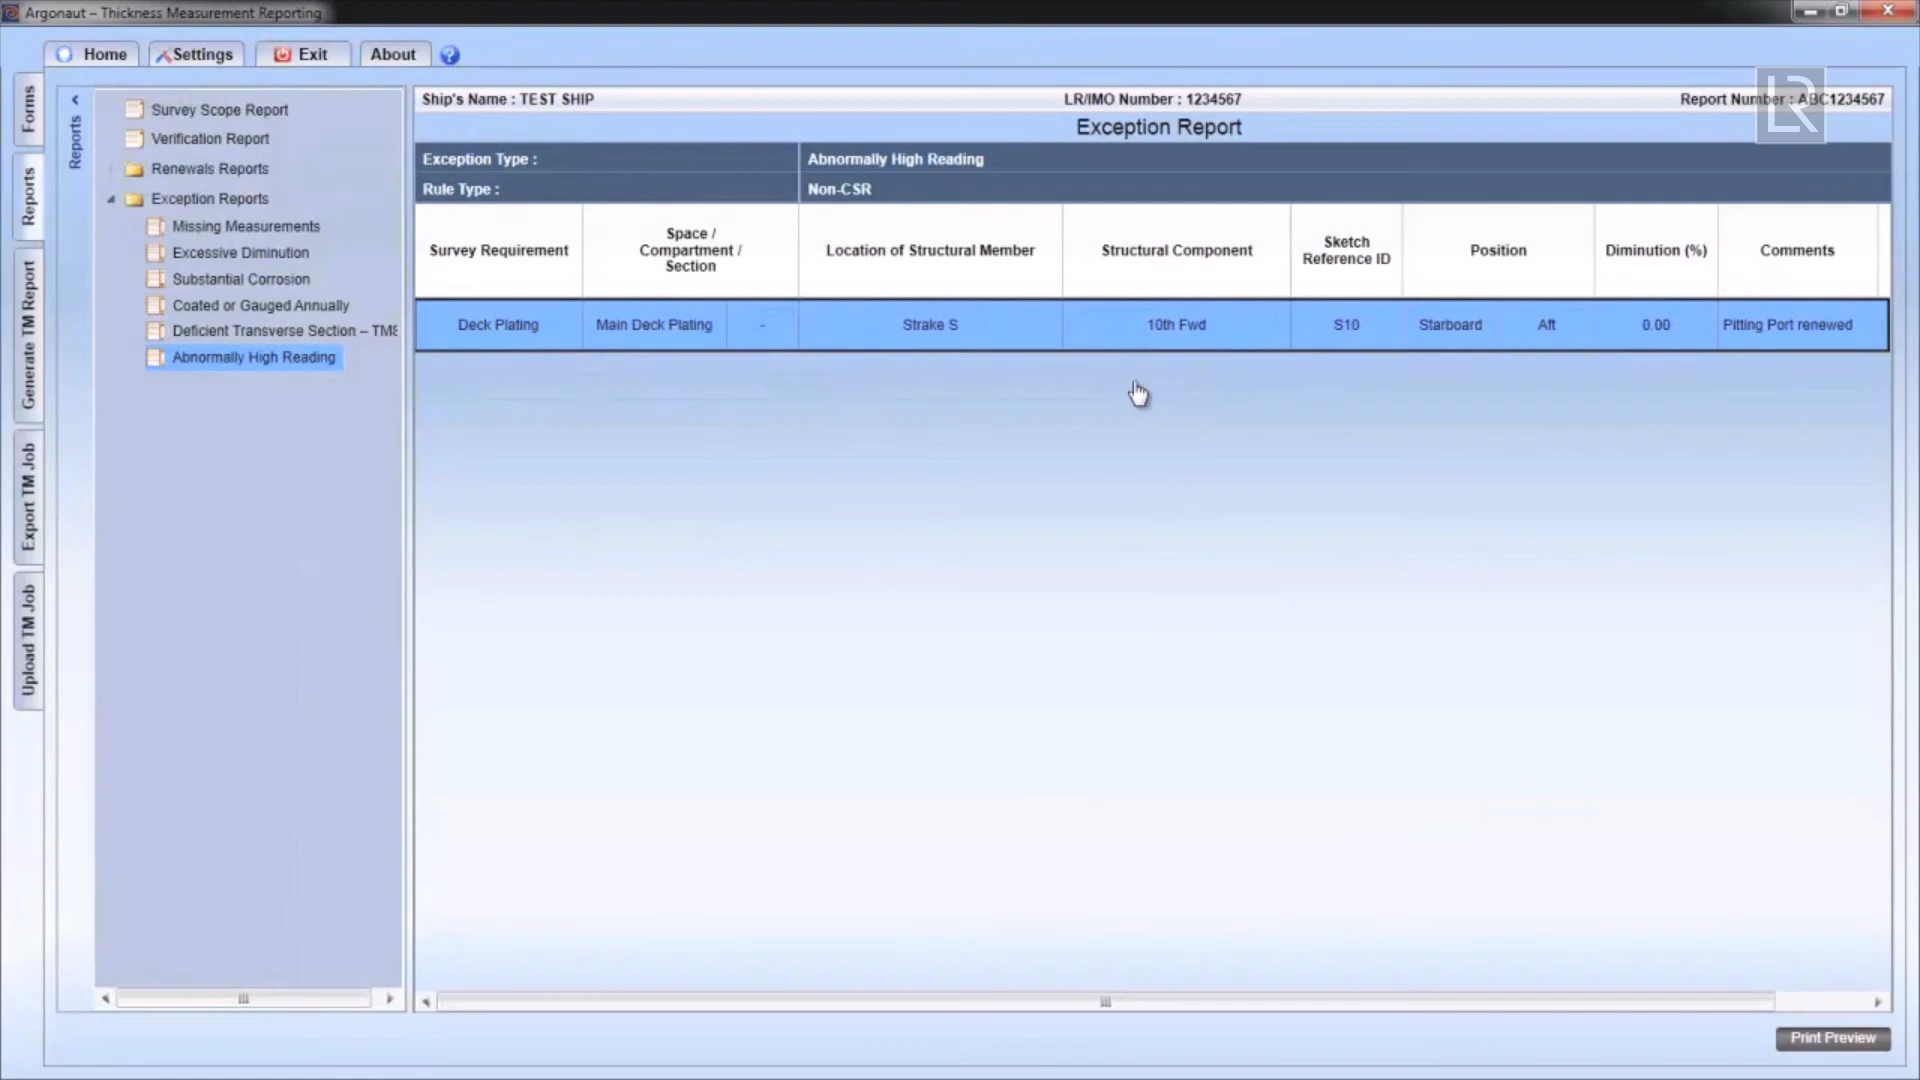 Argonaut – Thickness Measurement Reporting
Home
Settings
Exit
About
?
Forms
Reports
Generate TM Report
Export TM Job
Upload TM Job
Reports
Survey Scope Report
Verification Report
Renewals Reports
Exception Reports
Missing Measurements
Excessive Diminution
Substantial Corrosion
Coated or Gauged Annually
Deficient Transverse Section – TM8
Abnormally High Reading
Ship's Name : TEST SHIP LR/IMO Number : 1234567 Report Number : ABC1234567
LR
Exception Report
Exception Type : Abnormally High Reading
Rule Type : Non-CSR
Survey Requirement
Space /
Compartment /
Section
Location of Structural Member
Structural Component
Sketch
Reference ID
Position
Diminution (%)
Comments
Deck Plating Main Deck Plating - Strake S 10th Fwd S10 Starboard Aft 0.00 Pitting Port renewed
Print Preview